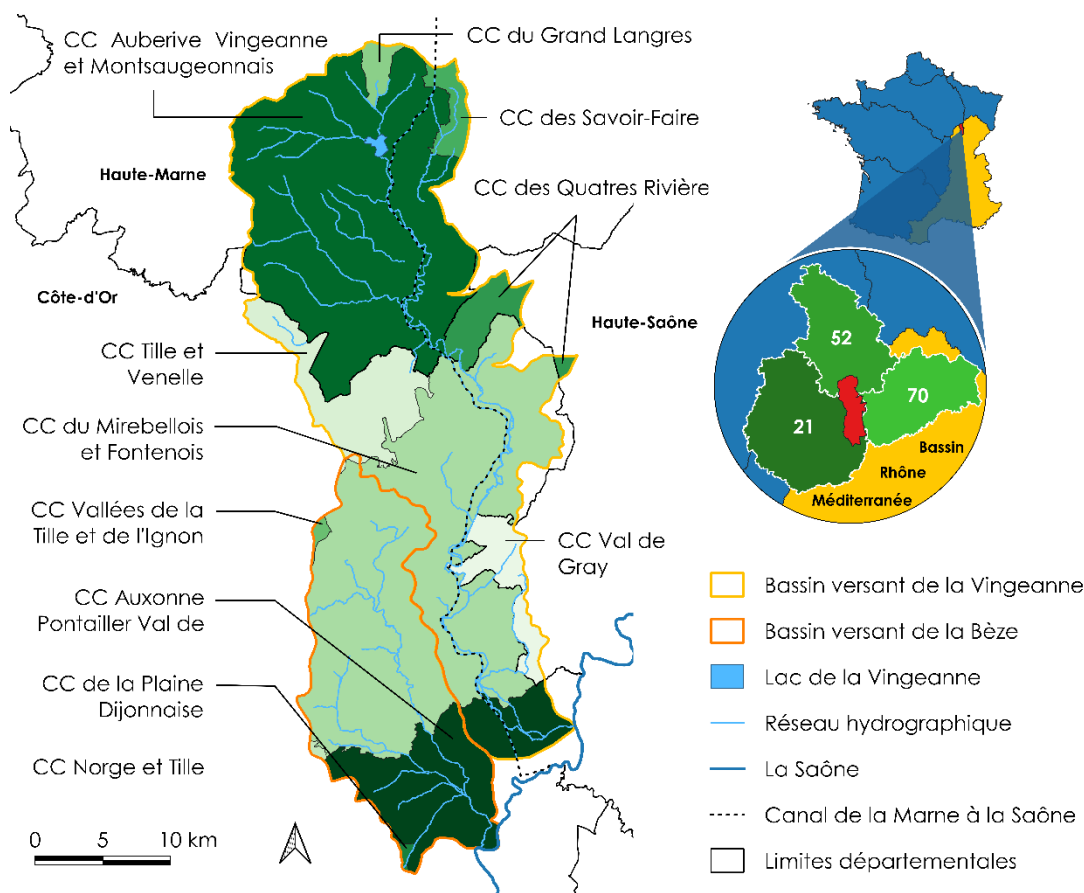 CC Auberive Vingeanne
et Montsaugeonnais
CC du Grand Langres
CC des Savoir-Faire
Haute-Marne
CC des Quatres Rivière
Côte-d'Or
Haute-Saône
CC Tille et
Venelle
CC du Mirebellois
et Fontenois
CC Vallées de la
Tille et de l'Ignon
CC Val de
Gray
CC Auxonne
Pontailler Val de
CC de la Plaine
Dijonnaise
CC Norge et Tille
0 5 10 km
52
70
21
Bassin
Rhône
Méditerranée
Bassin versant de la Vingeanne
Bassin versant de la Bèze
Lac de la Vingeanne
Réseau hydrographique
La Saône
Canal de la Marne à la Saône
Limites départementales